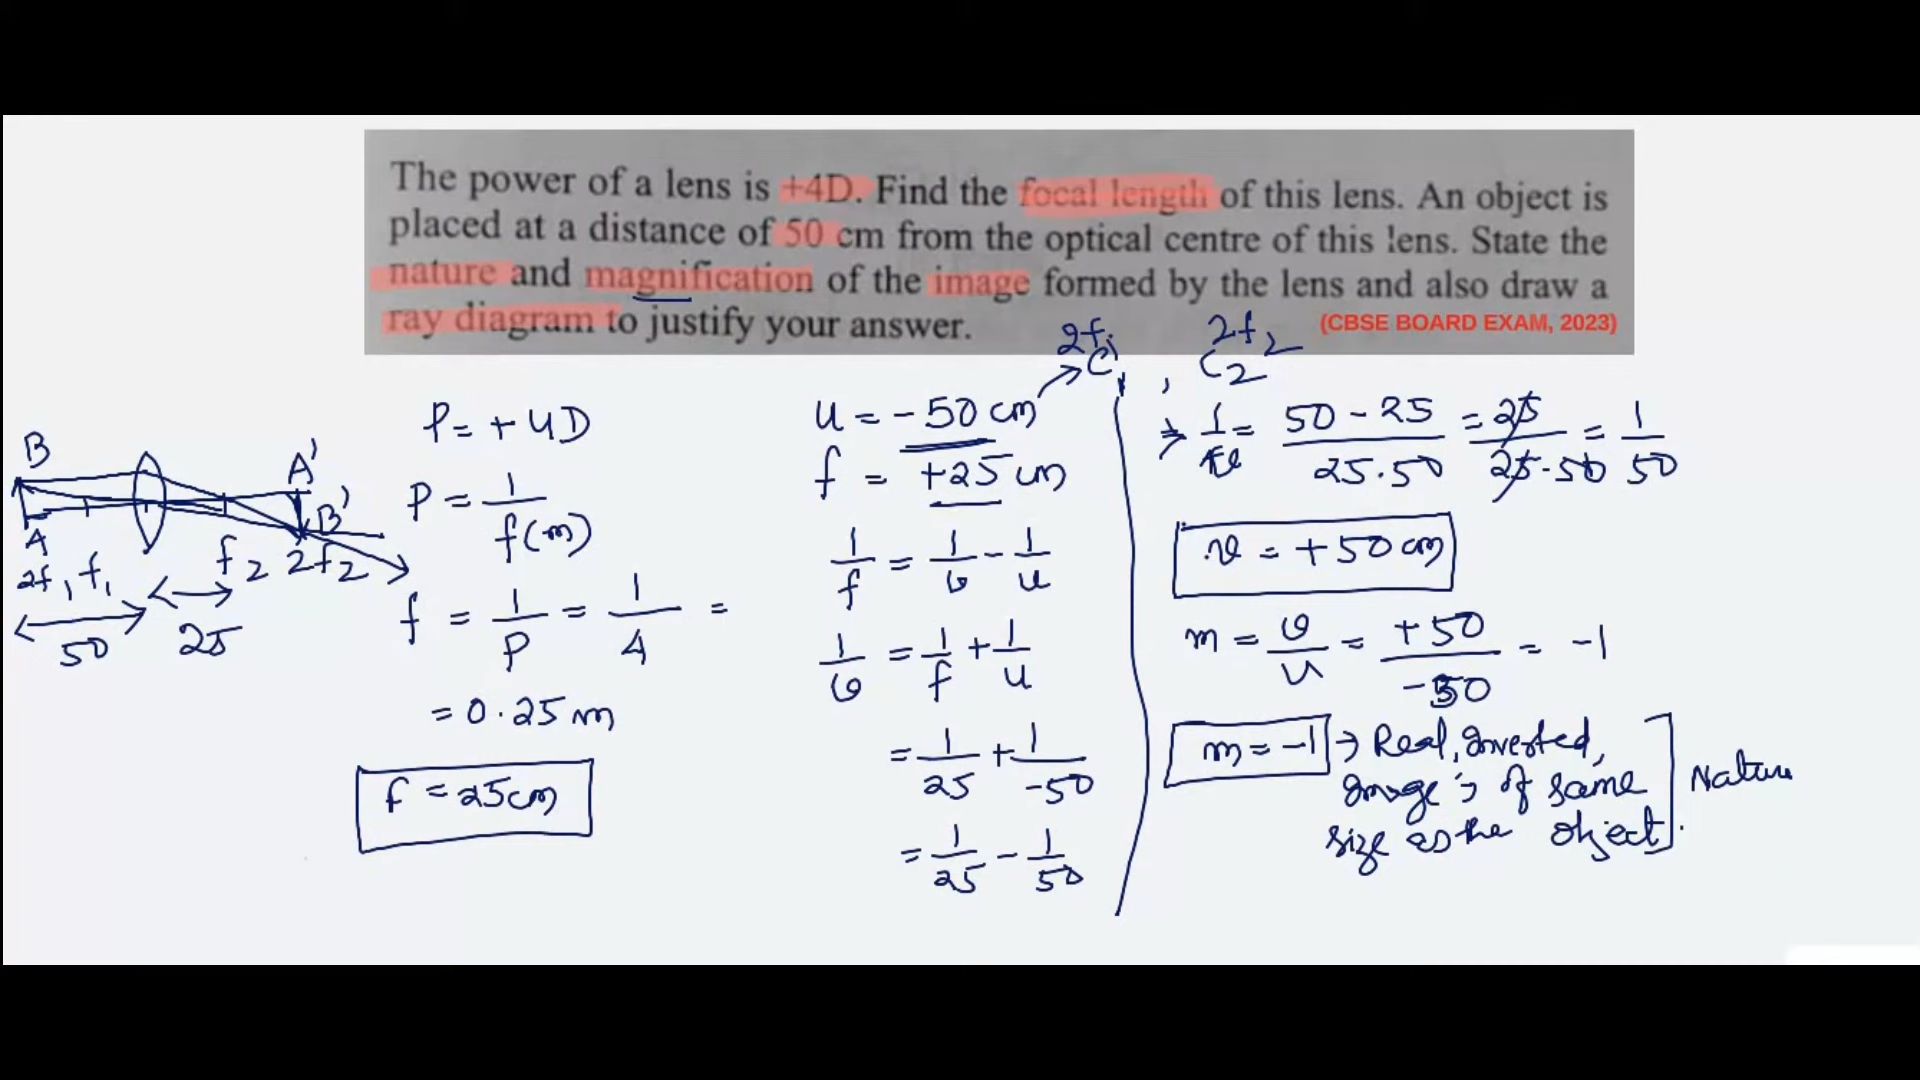 The power of a lens is +4D. Find the focal length of this lens. An object is
placed at a distance of 50 cm from the optical centre of this lens. State the
nature and magnification of the image formed by the lens and also draw a
ray diagram to justify your answer.
(CBSE BOARD EXAM, 2023)
B
A'
B'
A
2f1 f1
f2 2f2
50
25
P = +4D
P = 1/f(m)
f = 1/P = 1/4 =
= 0.25 m
f = 25cm
2f1
C1 ,
2f2
C2
u = -50 cm
f = +25 cm
1/f = 1/v - 1/u
1/v = 1/f + 1/u
= 1/25 + 1/-50
= 1/25 - 1/50
⇒ 1/v = 50 - 25 / 25.50 = 25 / 25.50 = 1/50
v = +50 cm
m = v/u = +50/-50 = -1
m = -1 → Real, Inverted,
Image is of same
size as the object.
Nature